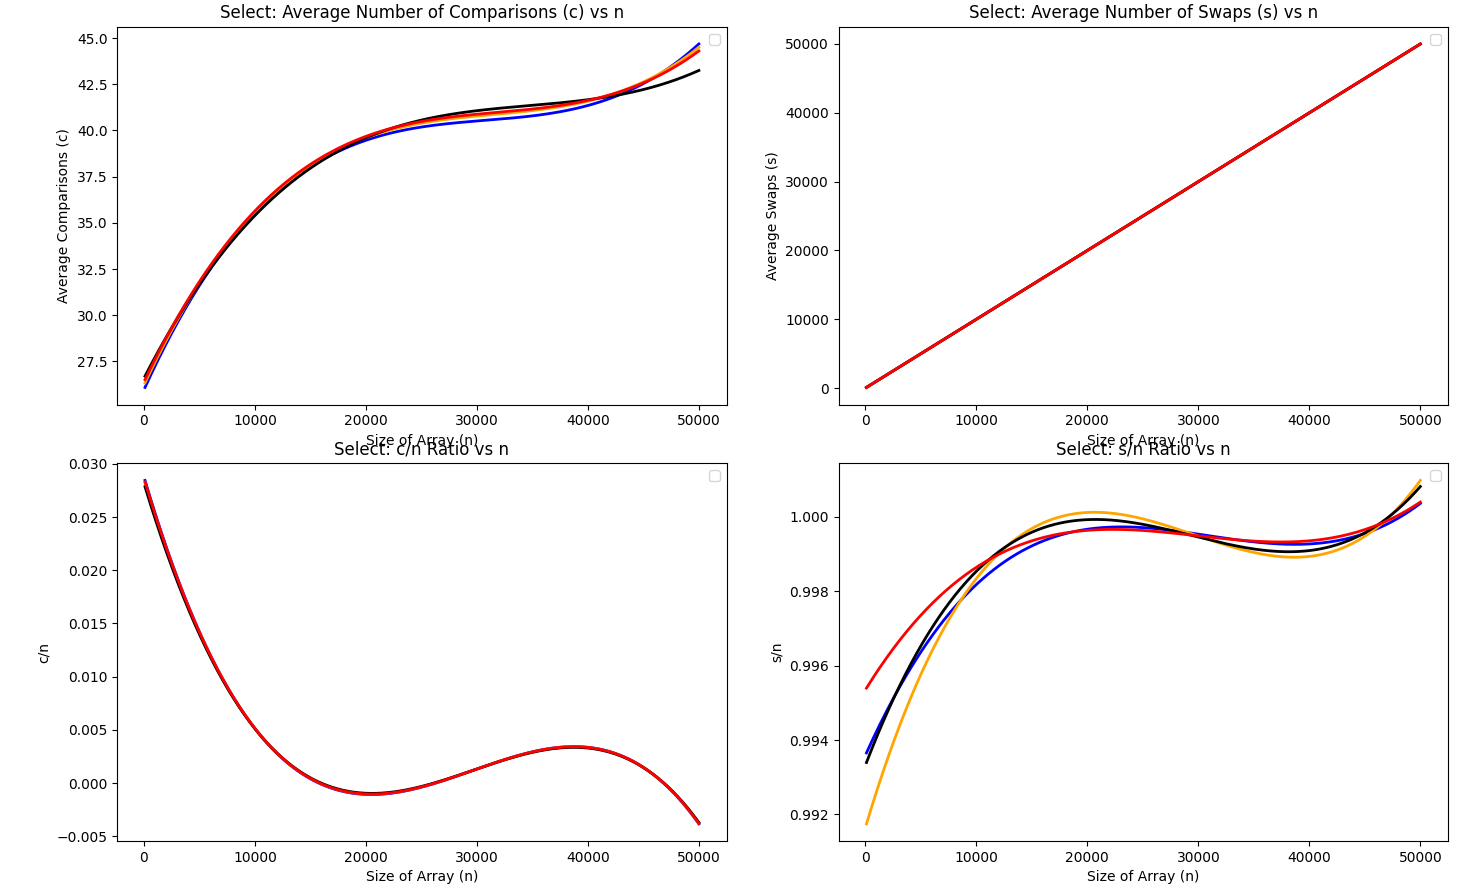 Select: Average Number of Comparisons (c) vs n
45.0
42.5
40.0
37.5
35.0
32.5
30.0
27.5
Average Comparisons (c)
0 10000 20000 30000 40000 50000
Size of Array (n)
Select: Average Number of Swaps (s) vs n
50000
40000
30000
20000
10000
0
Average Swaps (s)
0 10000 20000 30000 40000 50000
Size of Array (n)
Select: c/n Ratio vs n
0.030
0.025
0.020
0.015
0.010
0.005
0.000
−0.005
c/n
0 10000 20000 30000 40000 50000
Size of Array (n)
Select: s/n Ratio vs n
1.000
0.998
0.996
0.994
0.992
s/n
0 10000 20000 30000 40000 50000
Size of Array (n)